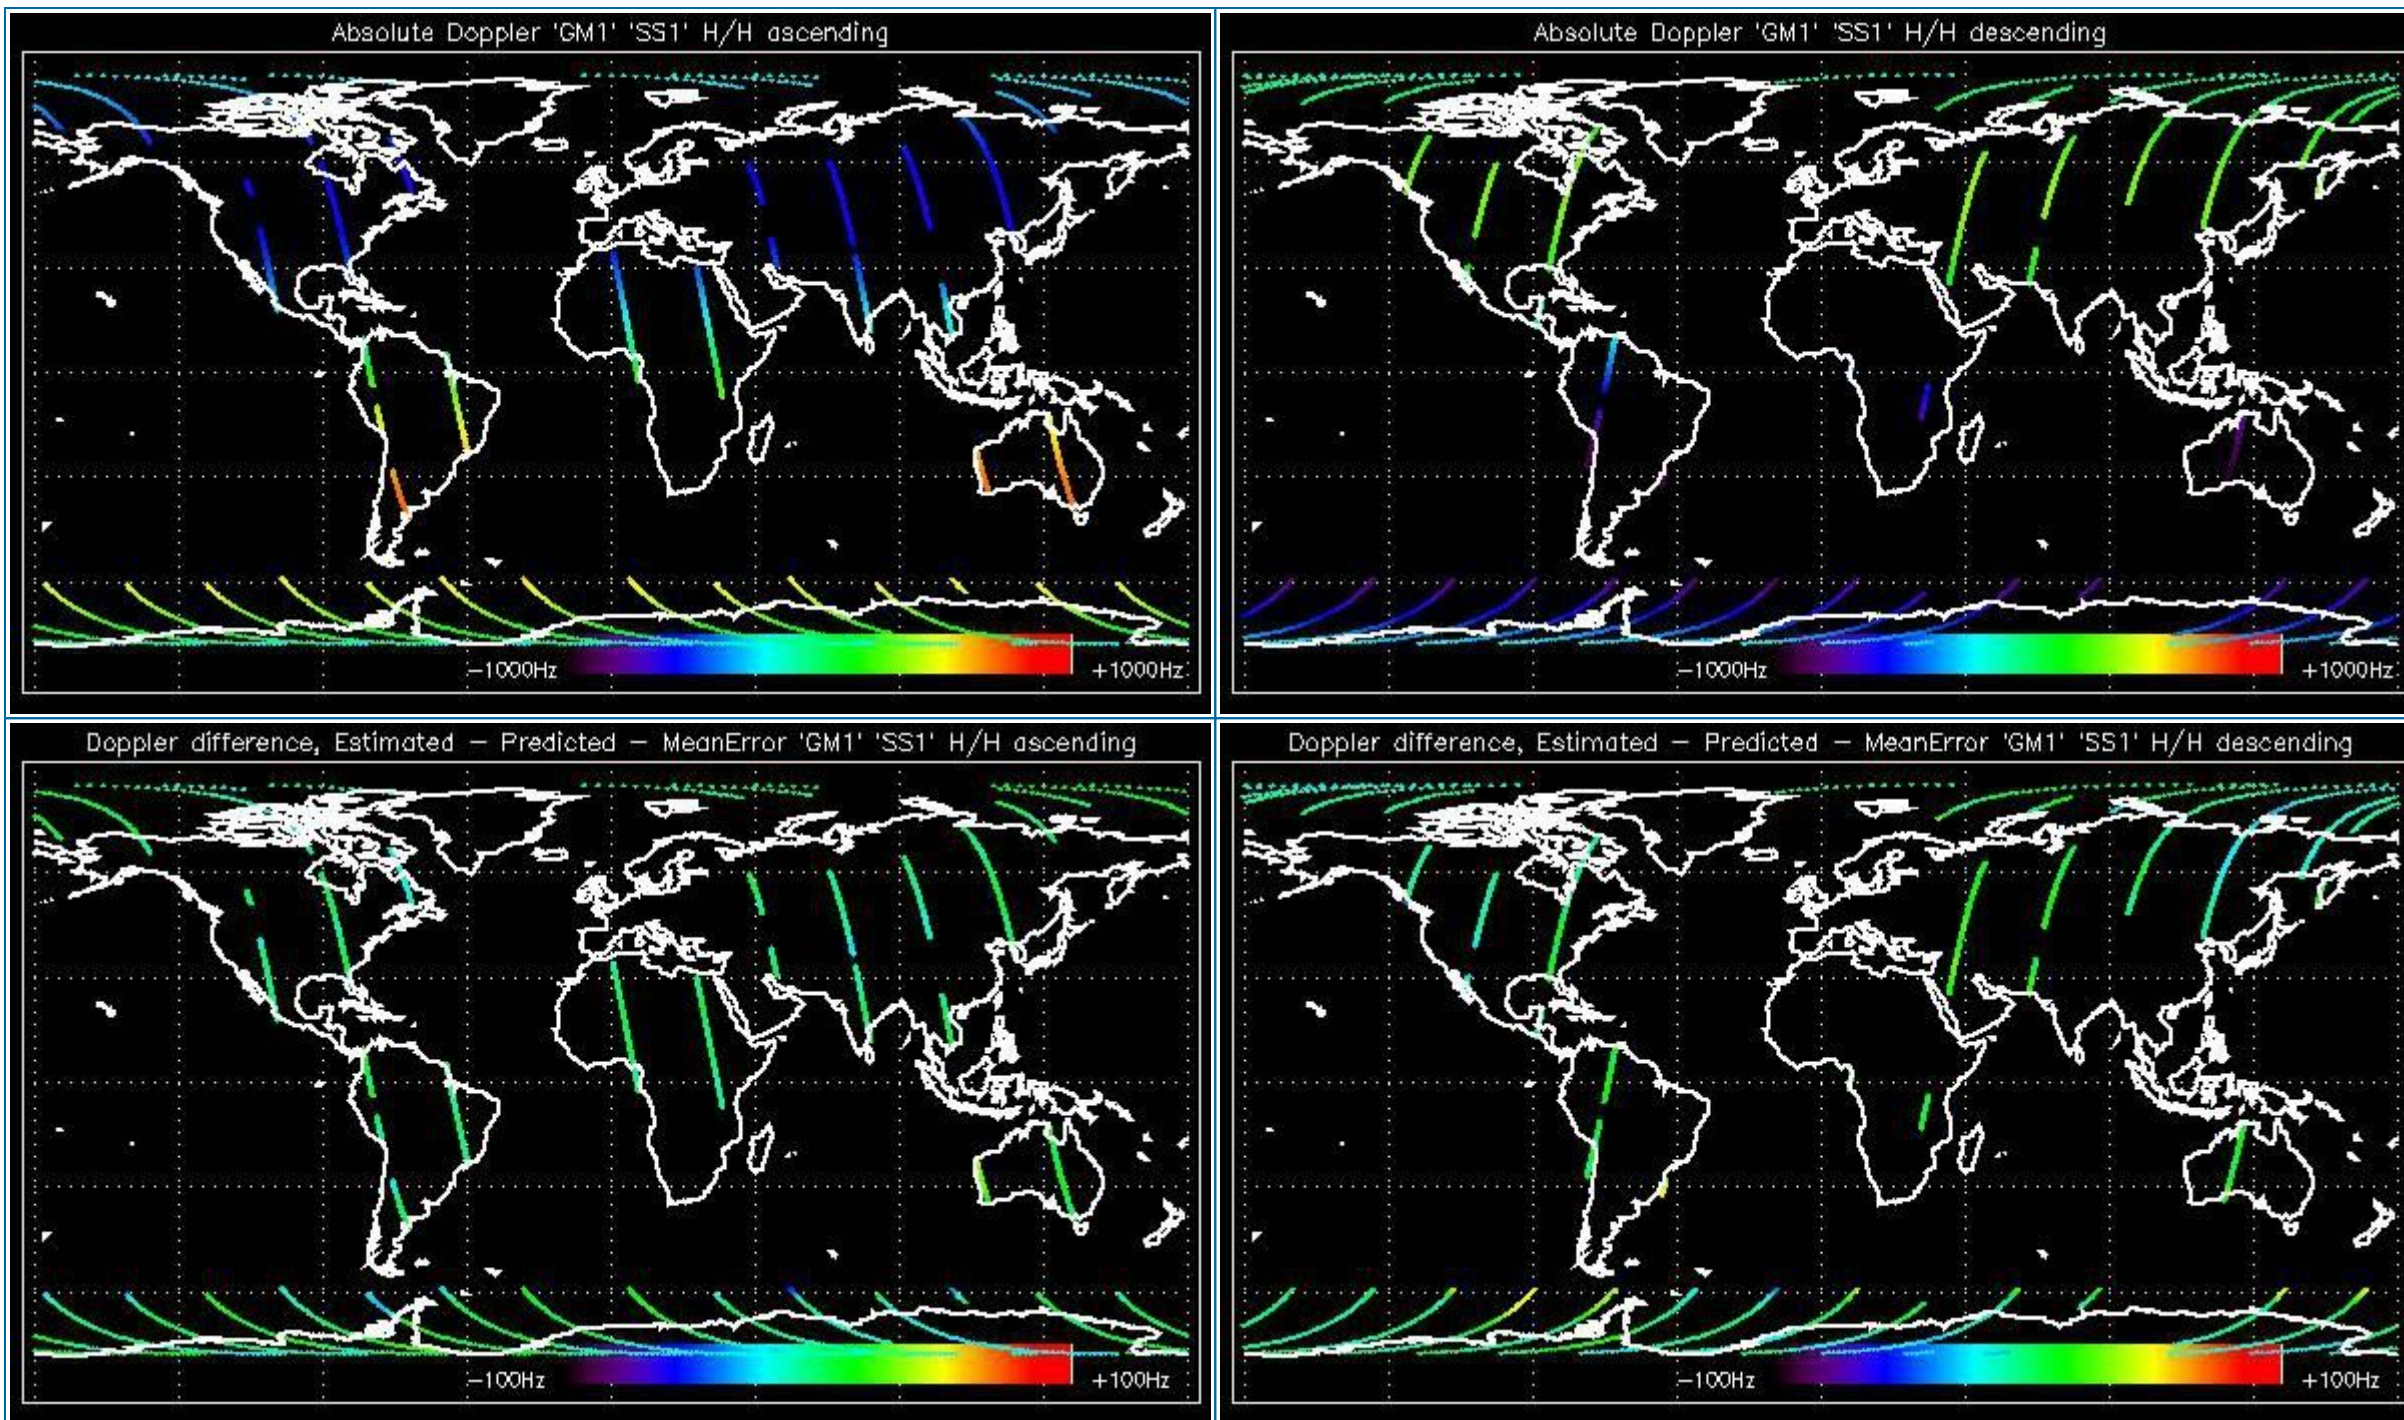 Absolute Doppler 'GM1' 'SS1' H/H ascending
−1000Hz
+1000Hz
Absolute Doppler 'GM1' 'SS1' H/H descending
−1000Hz
+1000Hz
Doppler difference, Estimated − Predicted − MeanError 'GM1' 'SS1' H/H ascending
−100Hz
+100Hz
Doppler difference, Estimated − Predicted − MeanError 'GM1' 'SS1' H/H descending
−100Hz
+100Hz